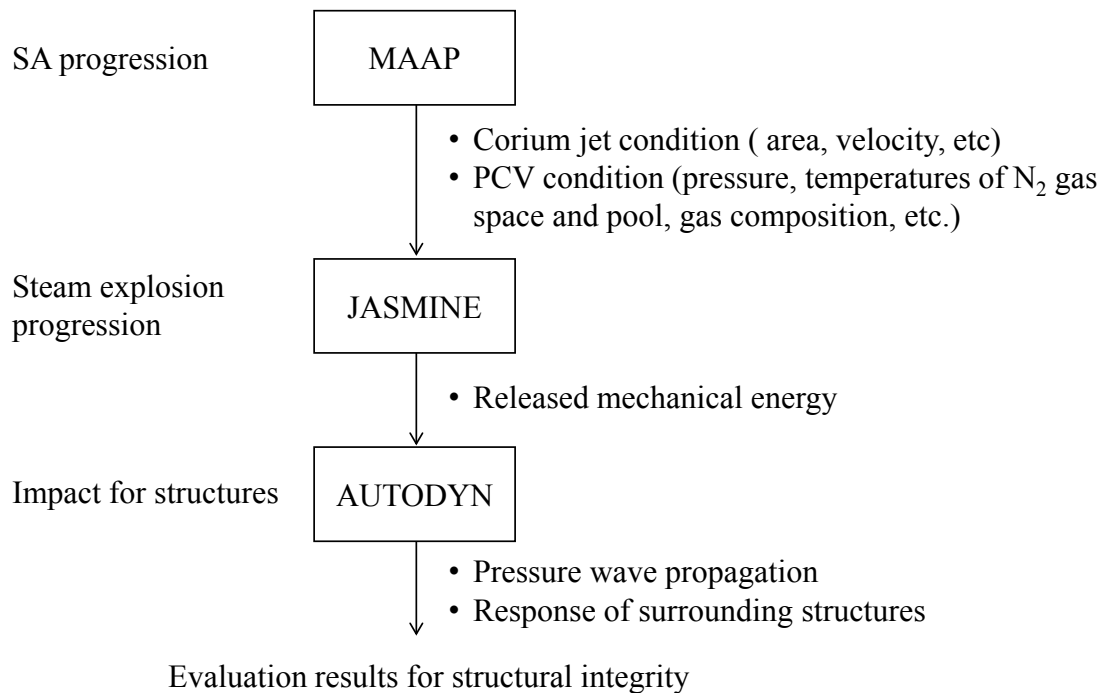 SA progression
MAAP
• Corium jet condition ( area, velocity, etc)
• PCV condition (pressure, temperatures of N₂ gas
space and pool, gas composition, etc.)
Steam explosion
progression
JASMINE
• Released mechanical energy
Impact for structures
AUTODYN
• Pressure wave propagation
• Response of surrounding structures
Evaluation results for structural integrity